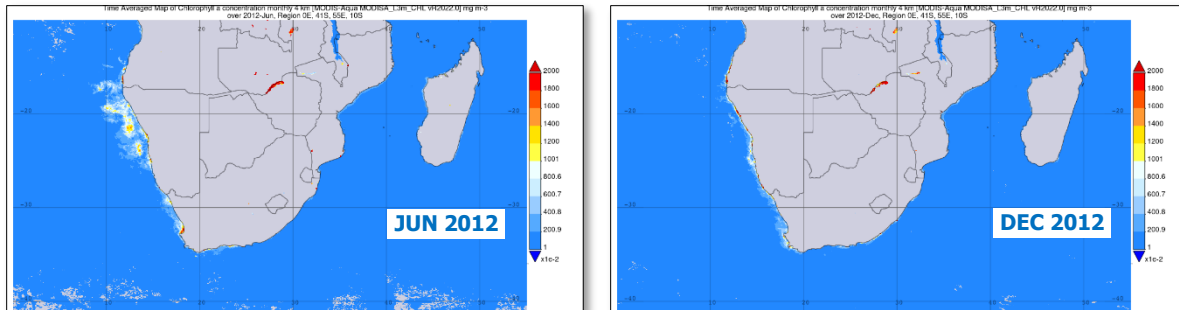 Time Averaged Map of Chlorophyll a concentration monthly 4 km [MODIS-Aqua MODISA_L3m_CHL vR2022.0] mg m-3
over 2012-Jun, Region 0E, 41S, 55E, 10S
2000
1800
1600
1400
1200
1001
800.6
600.7
400.8
200.9
1
x1e-2
JUN 2012
Time Averaged Map of Chlorophyll a concentration monthly 4 km [MODIS-Aqua MODISA_L3m_CHL vR2022.0] mg m-3
over 2012-Dec, Region 0E, 41S, 55E, 10S
2000
1800
1600
1400
1200
1001
800.6
600.7
400.8
200.9
1
x1e-2
DEC 2012